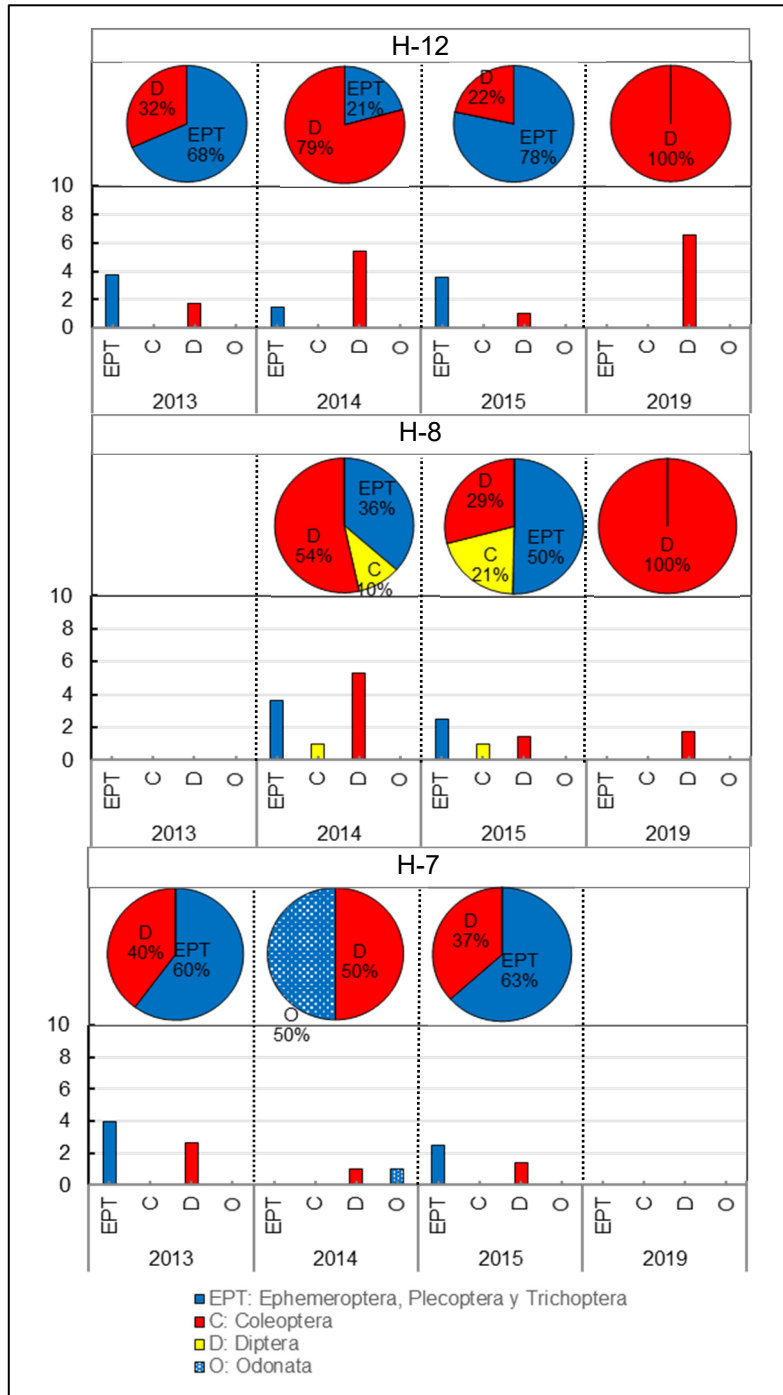 H-12
D
32%
EPT
68%
EPT
21%
D
79%
D
22%
EPT
78%
D
100%
10
8
6
4
2
0
EPT C D O EPT C D O EPT C D O EPT C D O
2013 2014 2015 2019
H-8
EPT
36%
D
54%
C
10%
D
29%
EPT
50%
C
21%
D
100%
10
8
6
4
2
0
EPT C D O EPT C D O EPT C D O EPT C D O
2013 2014 2015 2019
H-7
D
40%
EPT
60%
D
50%
O
50%
D
37%
EPT
63%
10
8
6
4
2
0
EPT C D O EPT C D O EPT C D O EPT C D O
2013 2014 2015 2019
EPT: Ephemeroptera, Plecoptera y Trichoptera
C: Coleoptera
D: Diptera
O: Odonata